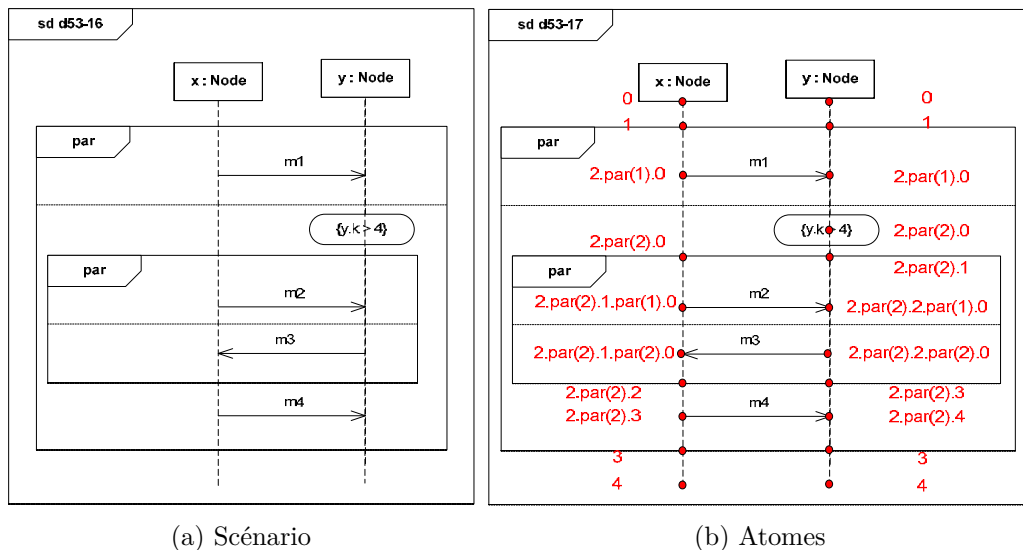 sd d53-16
x : Node
y : Node
par
m1
{y.k > 4}
par
m2
m3
m4
(a) Scénario
sd d53-17
x : Node
y : Node
0
0
1
1
par
m1
2.par(1).0
2.par(1).0
{y.k > 4}
2.par(2).0
2.par(2).0
par
2.par(2).1
m2
2.par(2).1.par(1).0
2.par(2).2.par(1).0
m3
2.par(2).1.par(2).0
2.par(2).2.par(2).0
2.par(2).2
2.par(2).3
m4
2.par(2).3
2.par(2).4
3
3
4
4
(b) Atomes